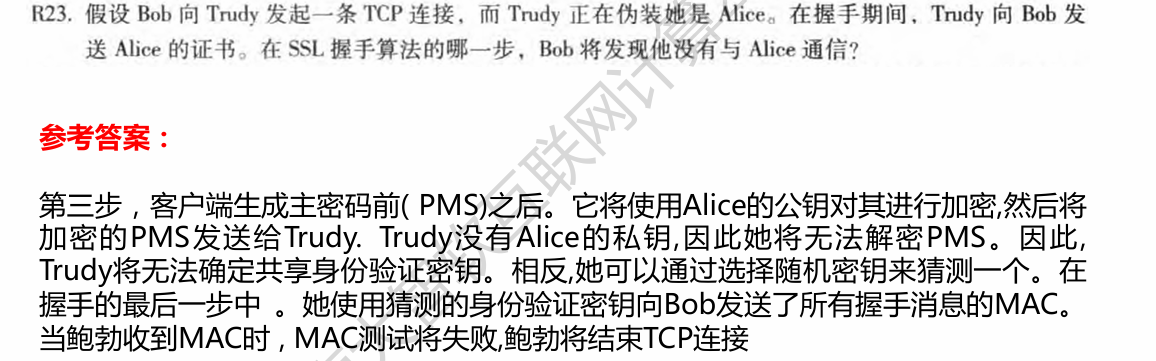 R23. 假设 Bob 向 Trudy 发起一条 TCP 连接，而 Trudy 正在伪装她是 Alice。在握手期间，Trudy 向 Bob 发
送 Alice 的证书。在 SSL 握手算法的哪一步，Bob 将发现他没有与 Alice 通信?
参考答案：
第三步，客户端生成主密码前( PMS)之后。它将使用Alice的公钥对其进行加密,然后将
加密的PMS发送给Trudy. Trudy没有Alice的私钥,因此她将无法解密PMS。因此,
Trudy将无法确定共享身份验证密钥。相反,她可以通过选择随机密钥来猜测一个。在
握手的最后一步中 。她使用猜测的身份验证密钥向Bob发送了所有握手消息的MAC。
当鲍勃收到MAC时，MAC测试将失败,鲍勃将结束TCP连接
互联网计算